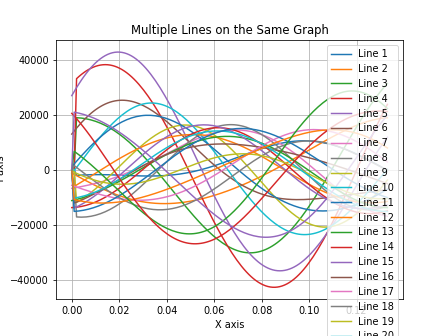 Multiple Lines on the Same Graph
40000
20000
0
−20000
−40000
0.00
0.02
0.04
0.06
0.08
0.10
X axis
axis
Line 1
Line 2
Line 3
Line 4
Line 5
Line 6
Line 7
Line 8
Line 9
Line 10
Line 11
Line 12
Line 13
Line 14
Line 15
Line 16
Line 17
Line 18
Line 19
Line 20